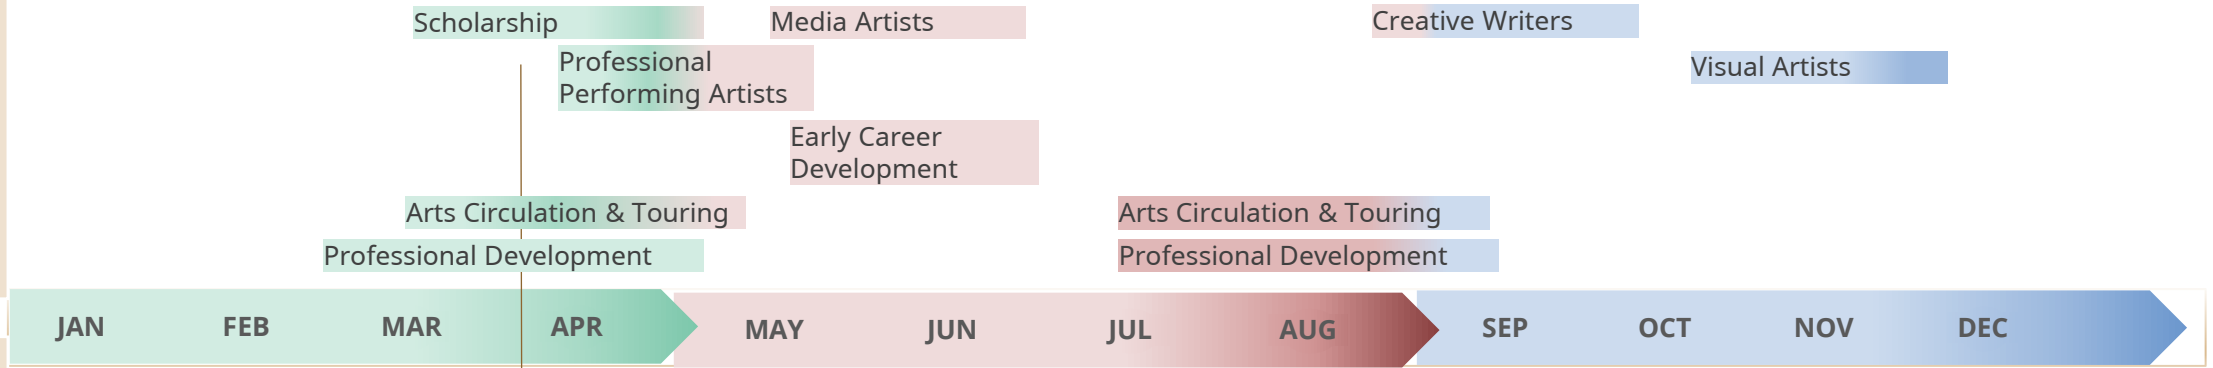 Scholarship
Media Artists
Creative Writers
Professional
Performing Artists
Visual Artists
Early Career
Development
Arts Circulation & Touring
Arts Circulation & Touring
Professional Development
Professional Development
JAN FEB MAR APR MAY JUN JUL AUG SEP OCT NOV DEC